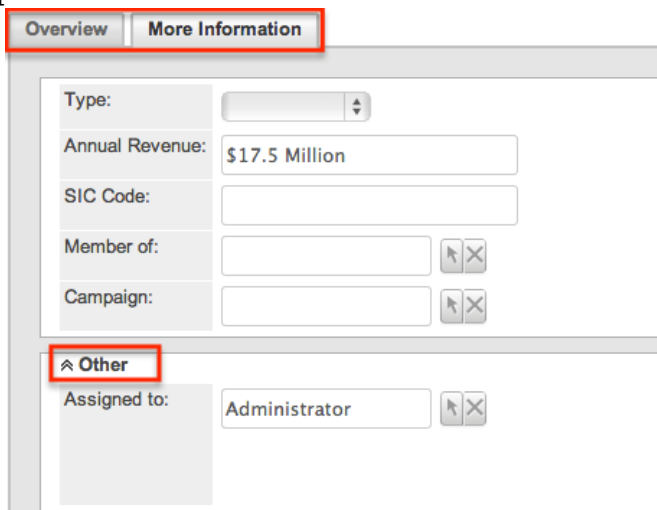 Overview More Information
Type:
Annual Revenue: $17.5 Million
SIC Code:
Member of:
Campaign:
Other
Assigned to: Administrator